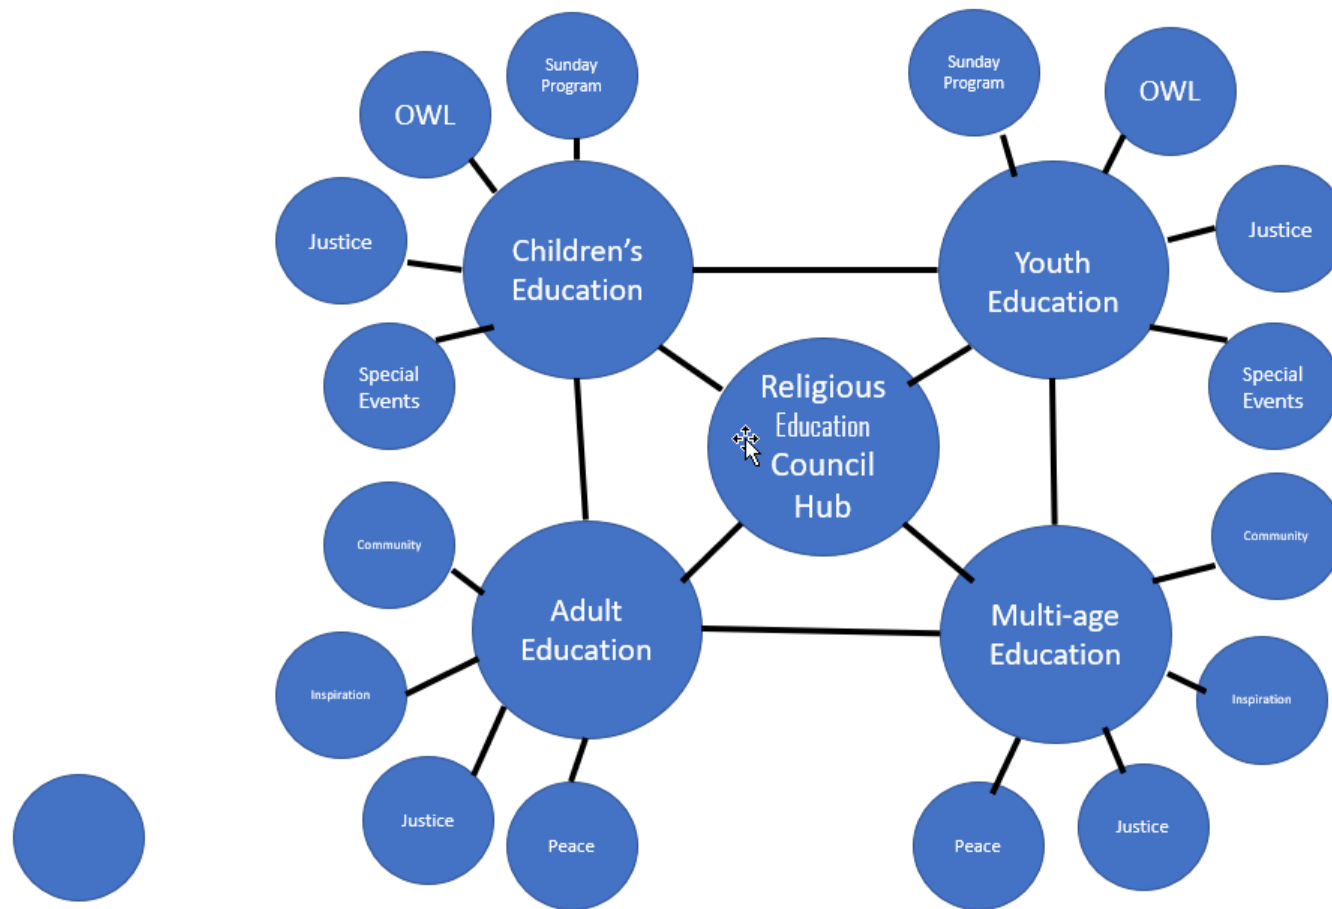 Sunday
Program
OWL
Justice
Special
Events
Children's
Education
Sunday
Program
OWL
Justice
Special
Events
Youth
Education
Religious
Education
Council
Hub
Community
Inspiration
Justice
Peace
Adult
Education
Multi-age
Education
Community
Inspiration
Justice
Peace